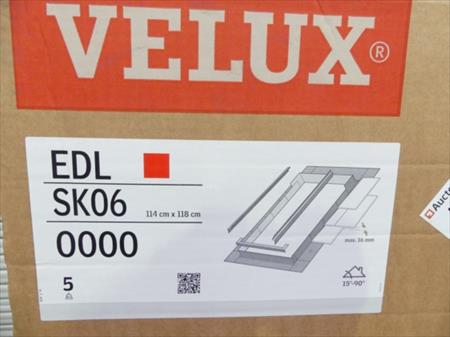 VELUX®
EDL
SK06 114 cm x 118 cm
0000
max. 16 mm
5
15°-90°